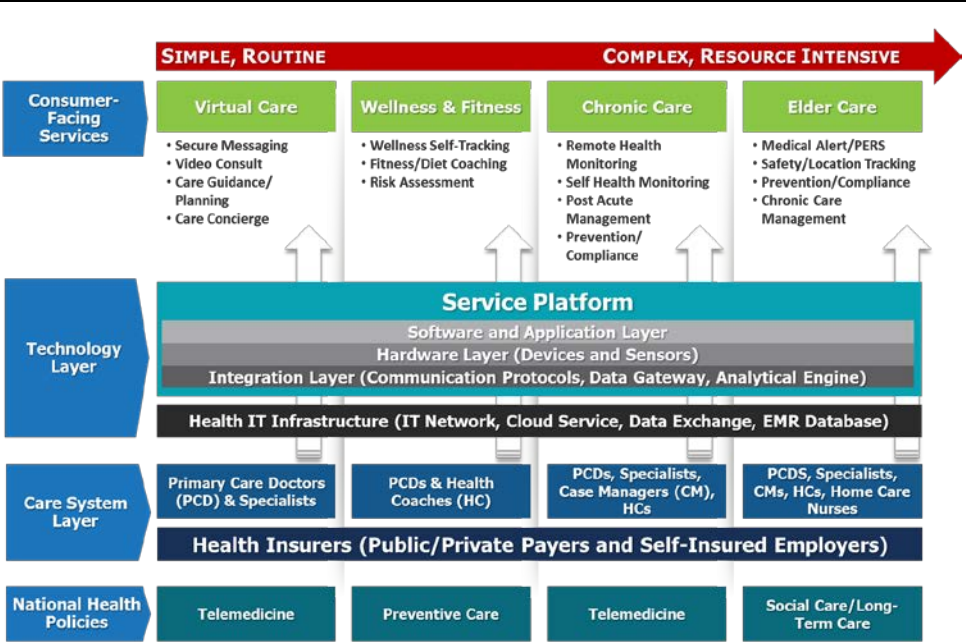 SIMPLE, ROUTINE
COMPLEX, RESOURCE INTENSIVE
Consumer-
Facing
Services
Virtual Care
• Secure Messaging
• Video Consult
• Care Guidance/
Planning
• Care Concierge
Wellness & Fitness
• Wellness Self-Tracking
• Fitness/Diet Coaching
• Risk Assessment
Chronic Care
• Remote Health
Monitoring
• Self Health Monitoring
• Post Acute
Management
• Prevention/
Compliance
Elder Care
• Medical Alert/PERS
• Safety/Location Tracking
• Prevention/Compliance
• Chronic Care
Management
Technology
Layer
Service Platform
Software and Application Layer
Hardware Layer (Devices and Sensors)
Integration Layer (Communication Protocols, Data Gateway, Analytical Engine)
Health IT Infrastructure (IT Network, Cloud Service, Data Exchange, EMR Database)
Care System
Layer
Primary Care Doctors
(PCD) & Specialists
PCDs & Health
Coaches (HC)
PCDs, Specialists,
Case Managers (CM),
HCs
PCDS, Specialists,
CMs, HCs, Home Care
Nurses
Health Insurers (Public/Private Payers and Self-Insured Employers)
National Health
Policies
Telemedicine
Preventive Care
Telemedicine
Social Care/Long-
Term Care